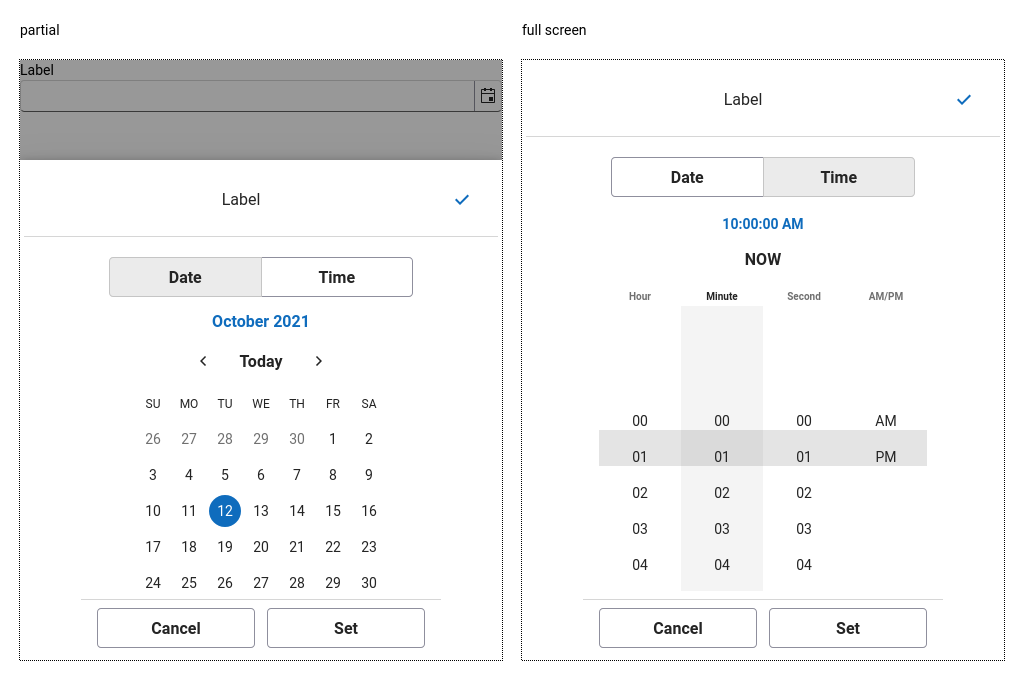 partial
Label
Label
Date Time
October 2021
Today
SU MO TU WE TH FR SA
26 27 28 29 30 1 2
3 4 5 6 7 8 9
10 11 12 13 14 15 16
17 18 19 20 21 22 23
24 25 26 27 28 29 30
Cancel Set
full screen
Label
Date Time
10:00:00 AM
NOW
Hour Minute Second AM/PM
00 00 00 AM
01 01 01 PM
02 02 02
03 03 03
04 04 04
Cancel Set